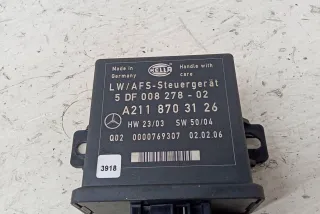 Made in Germany
HELLA
Handle with care
LW/AFS-Steuergerät
5 DF 008 278 - 02
A211 870 31 26
HW 23/03 SW 50/04
Q02 0000769307 02.02.06
3918